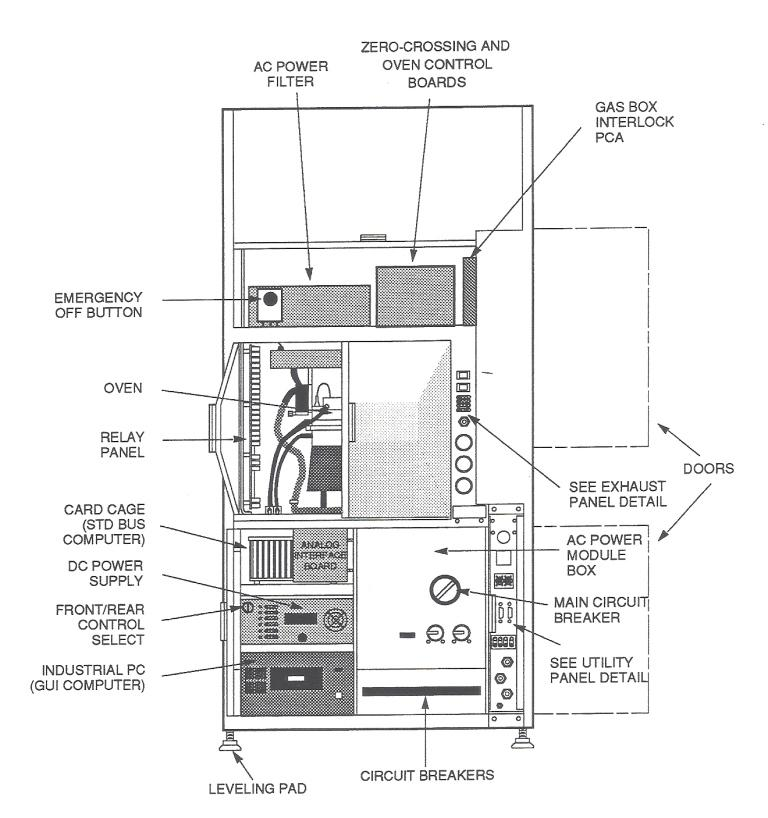 ZERO-CROSSING AND
OVEN CONTROL
BOARDS
AC POWER
FILTER
GAS BOX
INTERLOCK
PCA
EMERGENCY
OFF BUTTON
OVEN
RELAY
PANEL
DOORS
SEE EXHAUST
PANEL DETAIL
CARD CAGE
(STD BUS
COMPUTER)
ANALOG
INTERFACE
BOARD
AC POWER
MODULE
BOX
DC POWER
SUPPLY
MAIN CIRCUIT
BREAKER
FRONT/REAR
CONTROL
SELECT
SEE UTILITY
PANEL DETAIL
INDUSTRIAL PC
(GUI COMPUTER)
CIRCUIT BREAKERS
LEVELING PAD